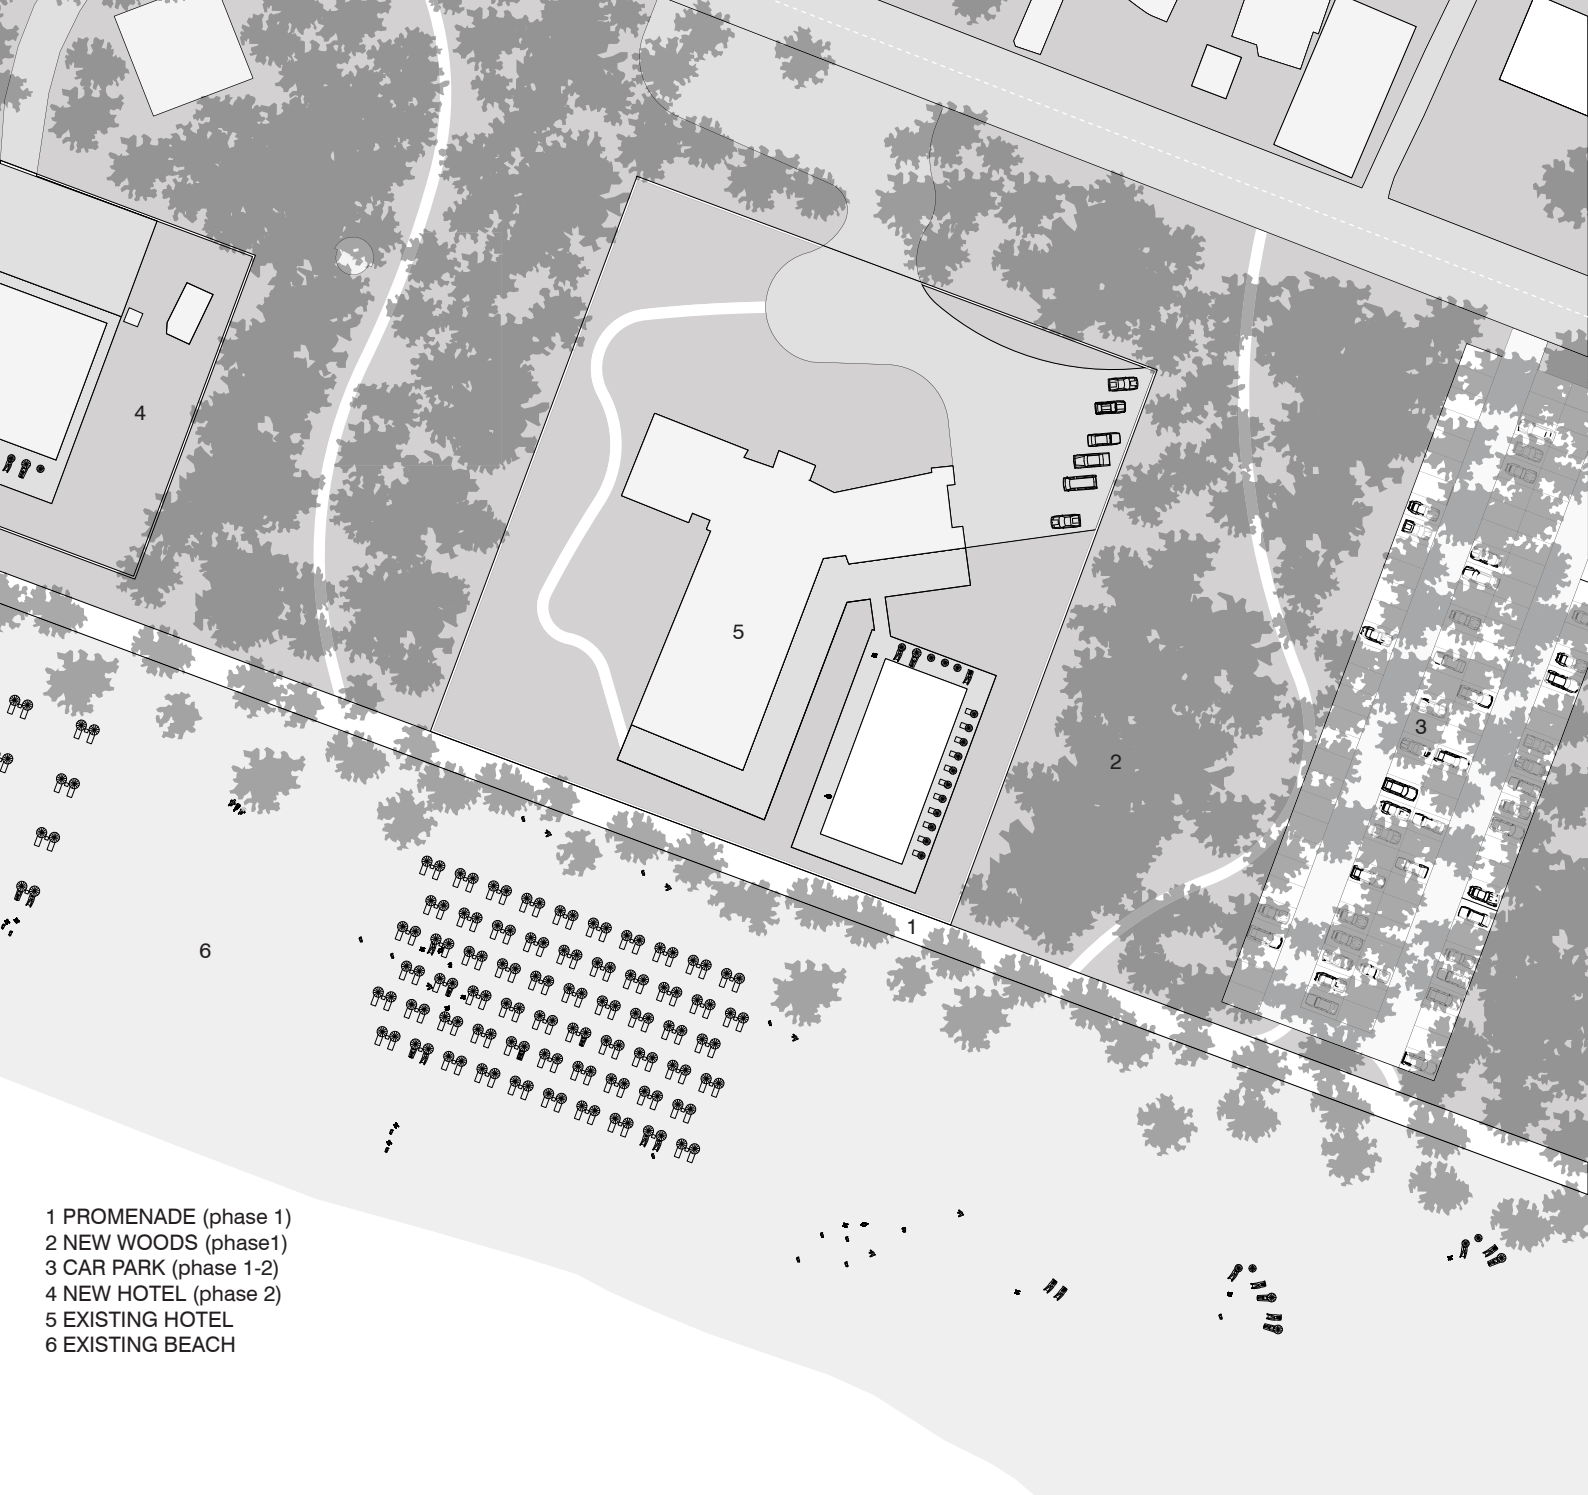 4
5
3
2
1
6
1 PROMENADE (phase 1)
2 NEW WOODS (phase1)
3 CAR PARK (phase 1-2)
4 NEW HOTEL (phase 2)
5 EXISTING HOTEL
6 EXISTING BEACH